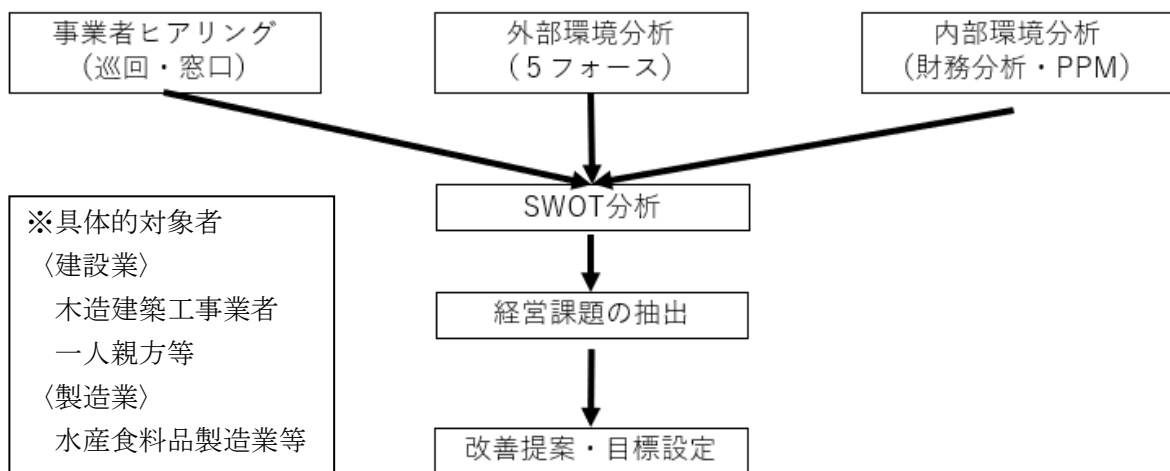 事業者ヒアリング
(巡回・窓口)
外部環境分析
(5フォース)
内部環境分析
(財務分析・PPM)
SWOT分析
※具体的対象者
〈建設業〉
木造建築工事業者
一人親方等
〈製造業〉
水産食料品製造業等
経営課題の抽出
改善提案・目標設定